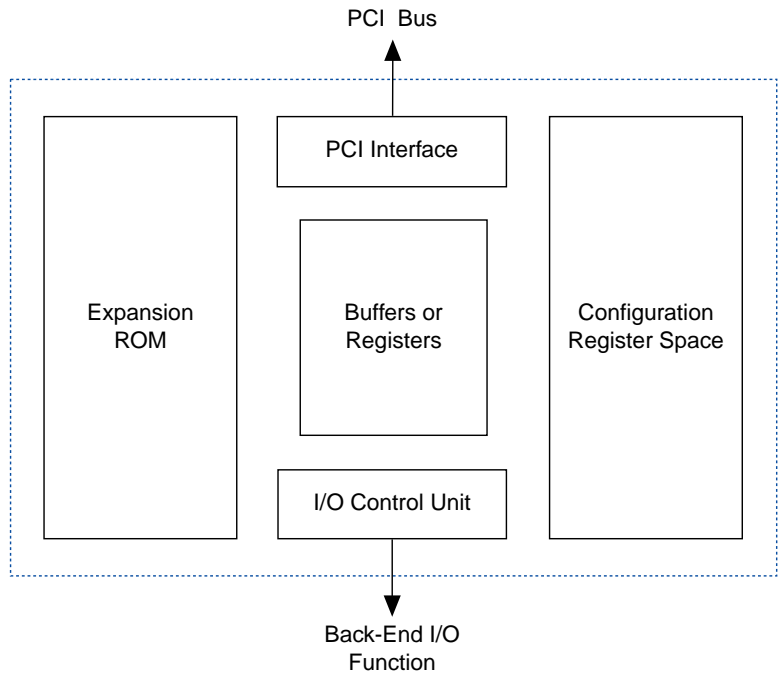 PCI Bus
PCI Interface
Expansion
ROM
Buffers or
Registers
Configuration
Register Space
I/O Control Unit
Back-End I/O
Function